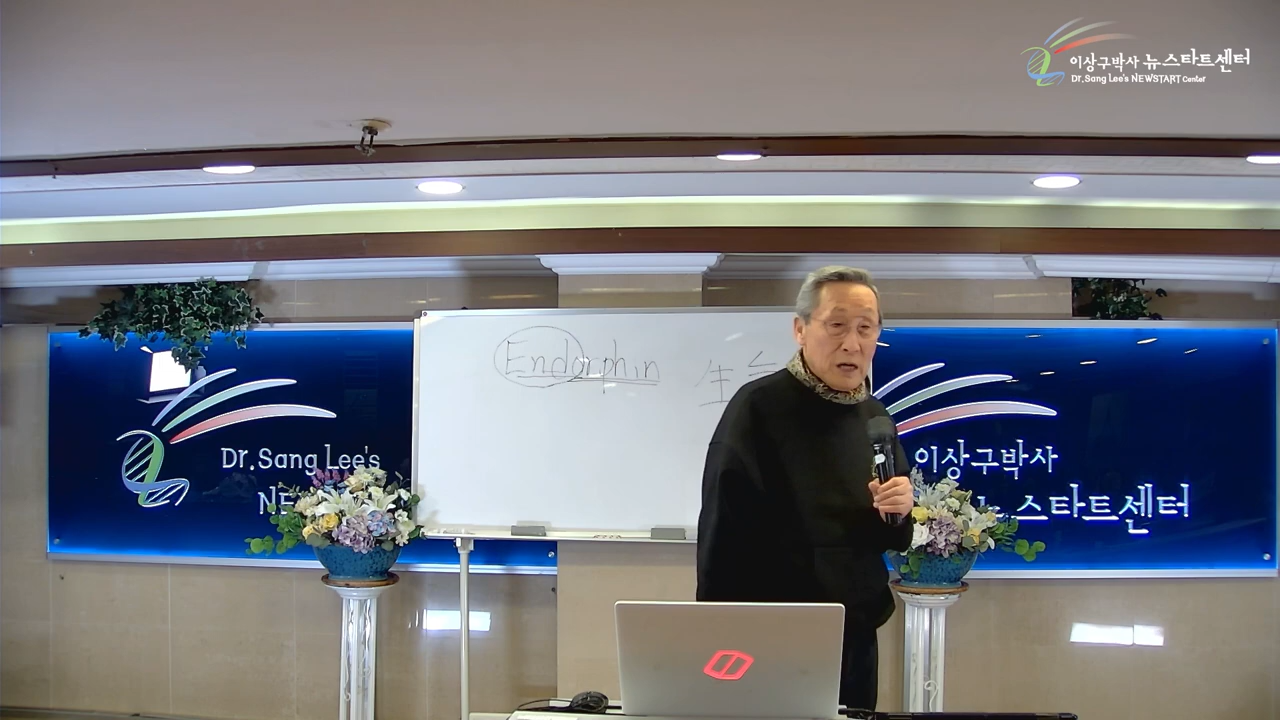 이상구박사 뉴스타트센터
Dr.Sang Lee's NEWSTART Center
Endorphin 生
Dr.Sang Lee's
이상구박사
뉴스타트센터